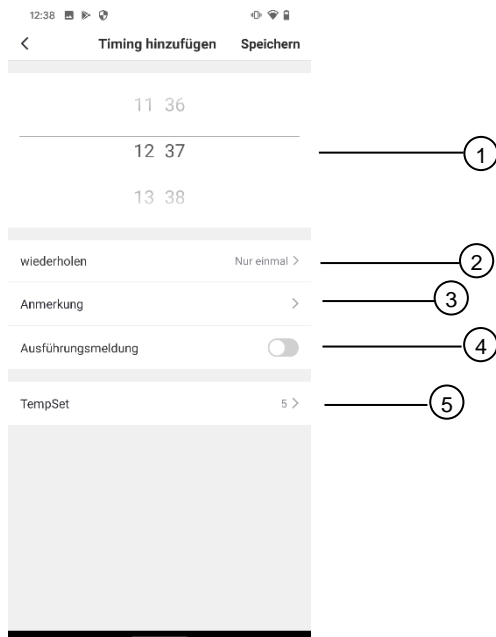 12:38
Timing hinzufügen Speichern
11 36
12 37
1
13 38
wiederholen Nur einmal
2
Anmerkung
3
Ausführungsmeldung
4
TempSet 5
5